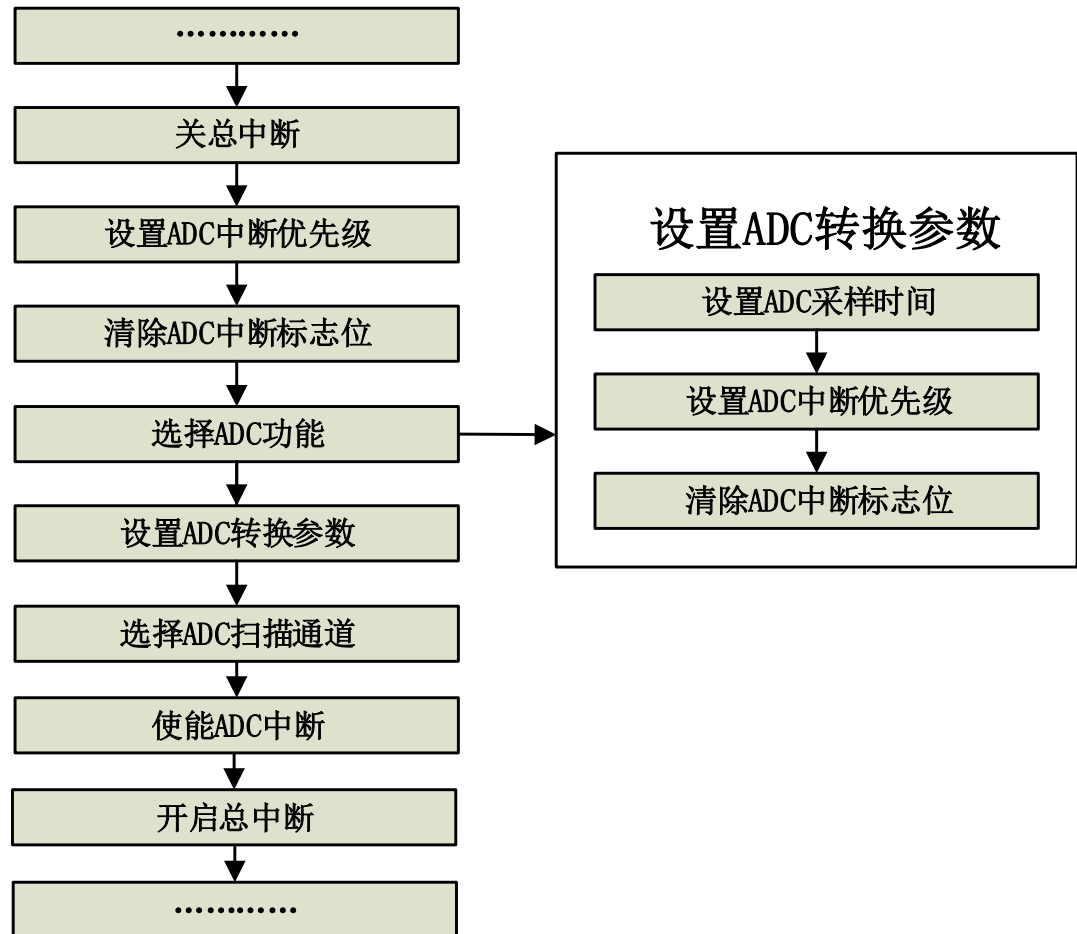 …………
关总中断
设置ADC中断优先级
清除ADC中断标志位
选择ADC功能
设置ADC转换参数
选择ADC扫描通道
使能ADC中断
开启总中断
…………
设置ADC转换参数
设置ADC采样时间
设置ADC中断优先级
清除ADC中断标志位